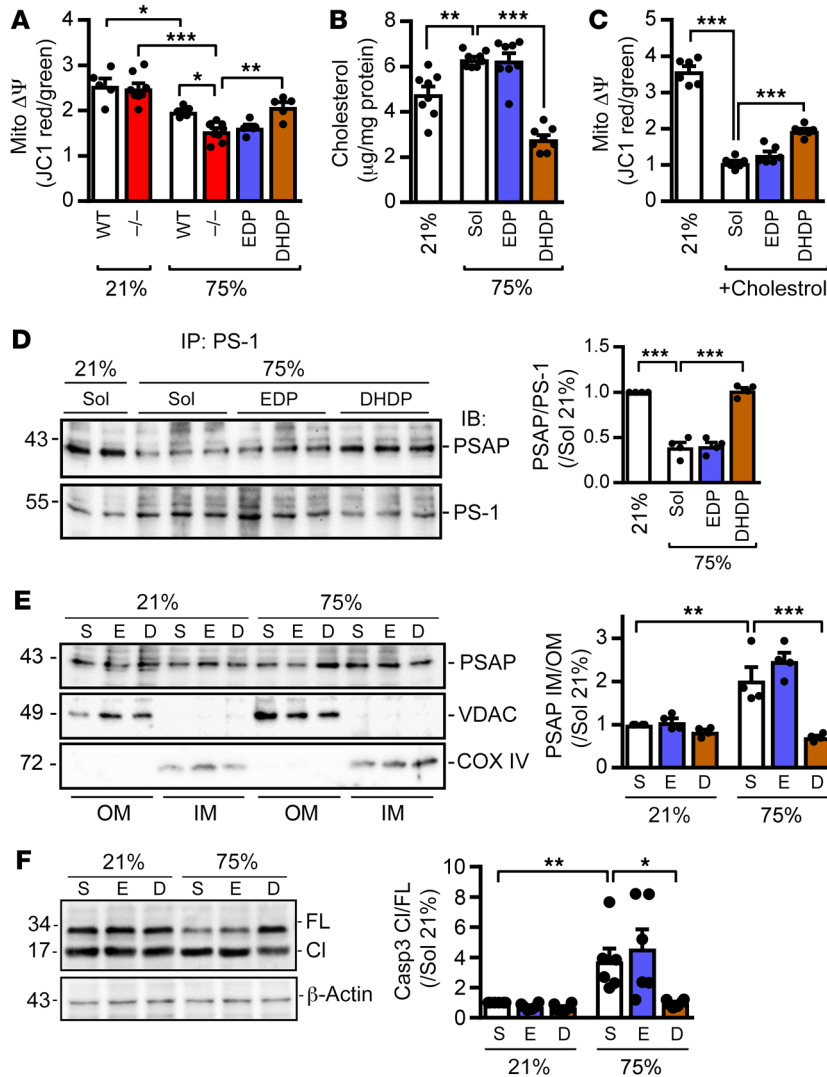 A
Mito ΔΨ
(JC1 red/green)
4
3
2
1
0
*
***
*
**
WT
−/−
WT
−/−
EDP
DHDP
21%
75%
B
Cholesterol
(μg/mg protein)
10
8
6
4
2
0
**
***
21%
Sol
EDP
DHDP
75%
C
Mito ΔΨ
(JC1 red/green)
5
4
3
2
1
0
***
***
21%
Sol
EDP
DHDP
+Cholestrol
D
IP: PS-1
21%
75%
Sol
Sol
EDP
DHDP
IB:
43
PSAP
55
PS-1
PSAP/PS-1
(/Sol 21%)
1.5
1.0
0.5
0.0
***
***
21%
Sol
EDP
DHDP
75%
E
21%
75%
S E D S E D S E D S E D
43
PSAP
49
VDAC
72
COX IV
OM IM OM IM
PSAP IM/OM
(/Sol 21%)
3
2
1
0
**
***
S E D S E D
21%
75%
F
21%
75%
S E D S E D
34
FL
17
Cl
43
β-Actin
Casp3 Cl/FL
(/Sol 21%)
10
8
6
4
2
0
**
*
S E D S E D
21%
75%